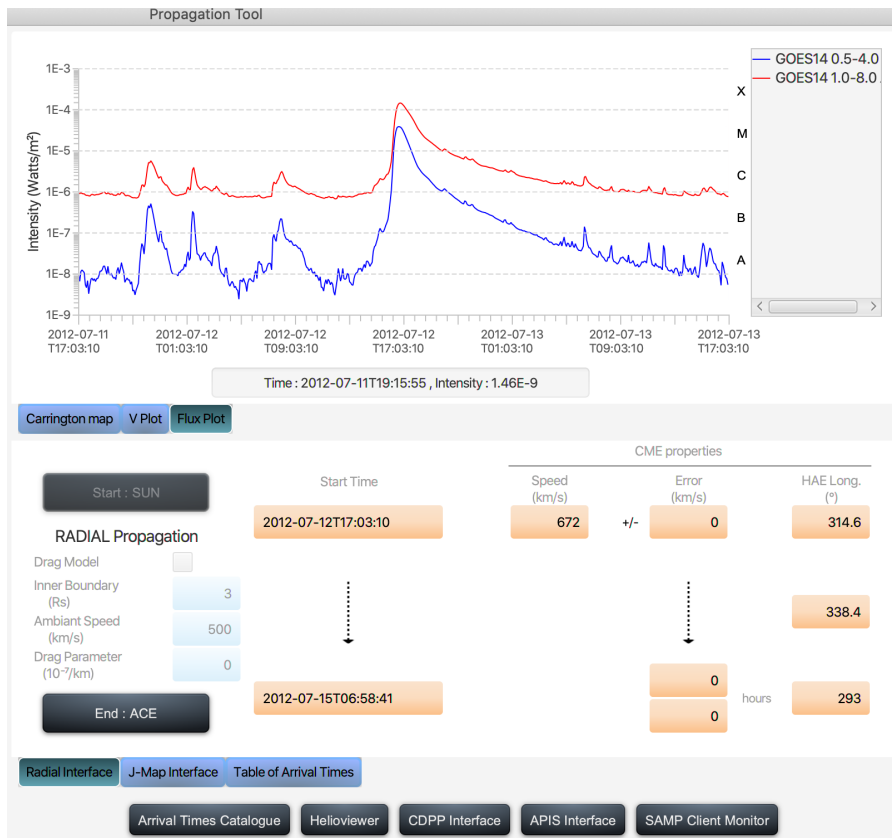 Propagation Tool
1E-3
1E-4
1E-5
1E-6
1E-7
1E-8
1E-9
Intensity (Watts/m²)
X
M
C
B
A
GOES14 0.5-4.0
GOES14 1.0-8.0
2012-07-11 2012-07-12 2012-07-12 2012-07-12 2012-07-13 2012-07-13 2012-07-13
T17:03:10 T01:03:10 T09:03:10 T17:03:10 T01:03:10 T09:03:10 T17:03:10
Time : 2012-07-11T19:15:55 , Intensity : 1.46E-9
Carrington map V Plot Flux Plot
CME properties
Start : SUN Start Time Speed Error HAE Long.
(km/s) (km/s) (°)
2012-07-12T17:03:10 672 +/- 0 314.6
RADIAL Propagation
Drag Model
Inner Boundary
(Rs) 3
338.4
Ambiant Speed
(km/s) 500
Drag Parameter
(10⁻⁷/km) 0
0
2012-07-15T06:58:41 hours 293
0
End : ACE
Radial Interface J-Map Interface Table of Arrival Times
Arrival Times Catalogue Helioviewer CDPP Interface APIS Interface SAMP Client Monitor